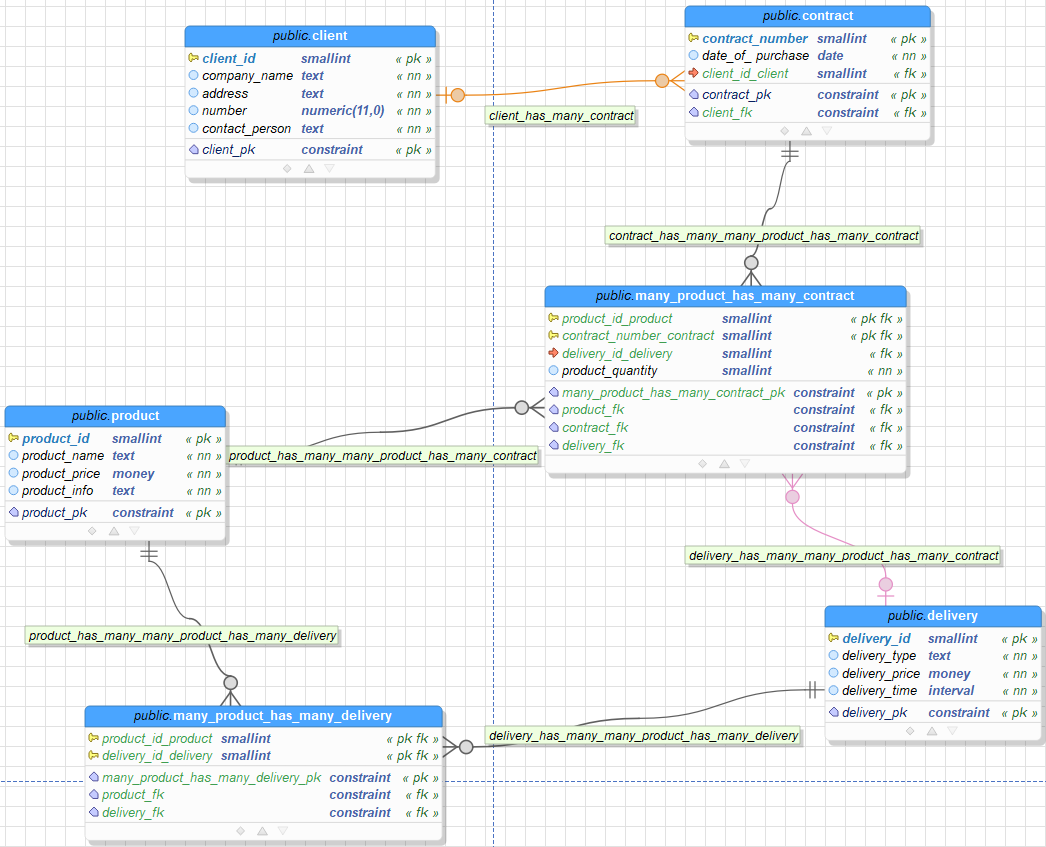 public.client
client_id smallint « pk »
company_name text « nn »
address text « nn »
number numeric(11,0) « nn »
contact_person text « nn »
client_pk constraint « pk »
public.contract
contract_number smallint « pk »
date_of_ purchase date « nn »
client_id_client smallint « fk »
contract_pk constraint « pk »
client_fk constraint « fk »
client_has_many_contract
contract_has_many_many_product_has_many_contract
public.many_product_has_many_contract
product_id_product smallint « pk fk »
contract_number_contract smallint « pk fk »
delivery_id_delivery smallint « fk »
product_quantity smallint « nn »
many_product_has_many_contract_pk constraint « pk »
product_fk constraint « fk »
contract_fk constraint « fk »
delivery_fk constraint « fk »
public.product
product_id smallint « pk »
product_name text « nn »
product_price money « nn »
product_info text « nn »
product_pk constraint « pk »
product_has_many_many_product_has_many_contract
delivery_has_many_many_product_has_many_contract
public.delivery
delivery_id smallint « pk »
delivery_type text « nn »
delivery_price money « nn »
delivery_time interval « nn »
delivery_pk constraint « pk »
product_has_many_many_product_has_many_delivery
public.many_product_has_many_delivery
product_id_product smallint « pk fk »
delivery_id_delivery smallint « pk fk »
many_product_has_many_delivery_pk constraint « pk »
product_fk constraint « fk »
delivery_fk constraint « fk »
delivery_has_many_many_product_has_many_delivery